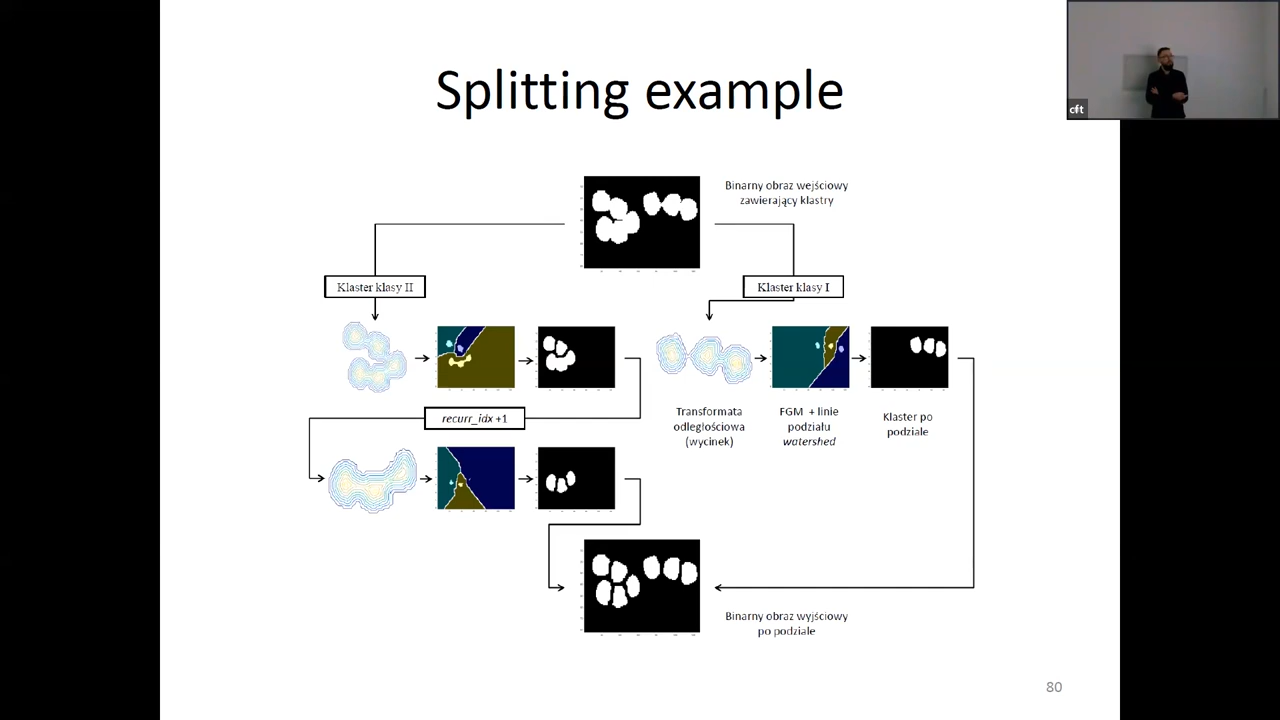 cft
Splitting example
Binarny obraz wejściowy
zawierający klastry
Klaster klasy II
Klaster klasy I
Transformata
odległościowa
(wycinek)
FGM + linie
podziału
watershed
Klaster po
podziale
recurr_idx +1
Binarny obraz wyjściowy
po podziale
80